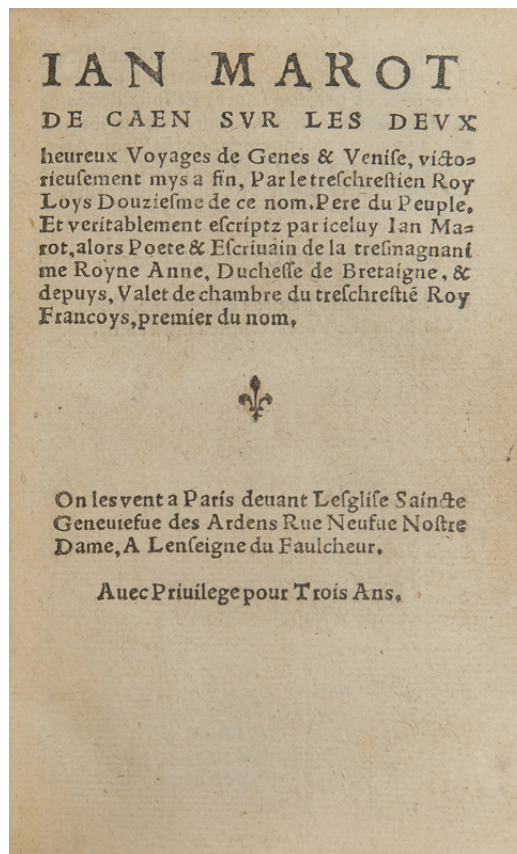 IAN MAROT
DE CAEN SVR LES DEVX
heureux Voyages de Genes & Veniſe, victo⸗
rieuſement mys a fin, Par le treſchreſtien Roy
Loys Douzieſme de ce nom. Pere du Peuple,
Et veritablement eſcriptz par iceluy Ian Ma⸗
rot, alors Poete & Eſcriuain de la treſmagnani
me Royne Anne, Ducheſſe de Bretaigne, &
depuys, Valet de chambre du treſchreſtiē Roy
Francoys, premier du nom.
On les vent a Paris deuant Leſgliſe Saincte
Geneuiefue des Ardens Rue Neufue Noſtre
Dame, A Lenſeigne du Faulcheur.
Auec Priuilege pour Trois Ans.